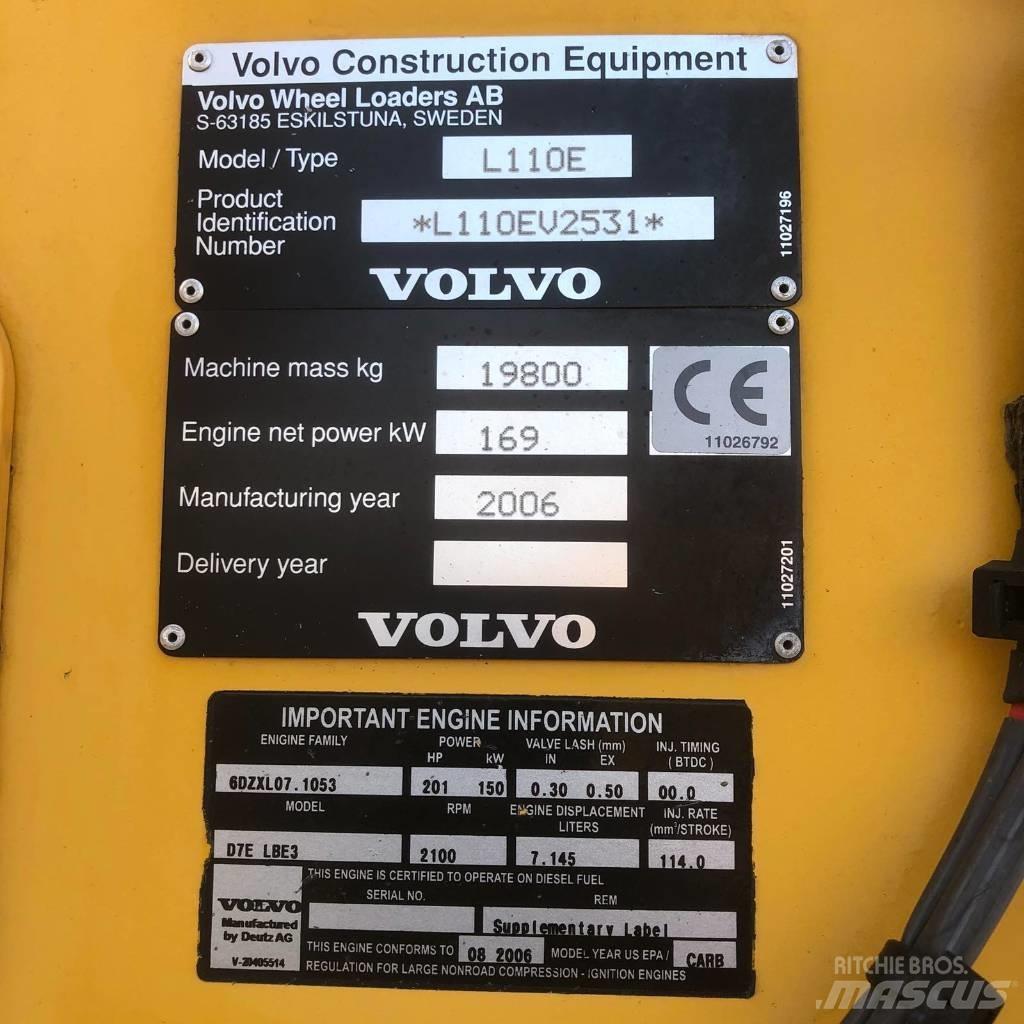 Volvo Construction Equipment
Volvo Wheel Loaders AB
S-63185 ESKILSTUNA, SWEDEN
Model / Type L110E
Product
Identification
Number
*L110EV2531*
11027196
VOLVO
Machine mass kg 19800
CE
11026792
Engine net power kW 169
Manufacturing year 2006
Delivery year
11027201
VOLVO
IMPORTANT ENGINE INFORMATION
ENGINE FAMILY POWER VALVE LASH (mm) INJ. TIMING
HP kW IN EX (BTDC)
6DZXL07.1053 201 150 0.30 0.50 00.0
MODEL RPM ENGINE DISPLACEMENT INJ. RATE
LITERS (mm³/STROKE)
D7E LBE3 2100 7.145 114.0
THIS ENGINE IS CERTIFIED TO OPERATE ON DIESEL FUEL
SERIAL NO. REM
VOLVO
Manufactured
by Deutz AG
V-20405514
Supplementary Label
THIS ENGINE CONFORMS TO 08 2006 MODEL YEAR US EPA / CARB
REGULATION FOR LARGE NONROAD COMPRESSION - IGNITION ENGINES
RITCHIE BROS.
MASCUS